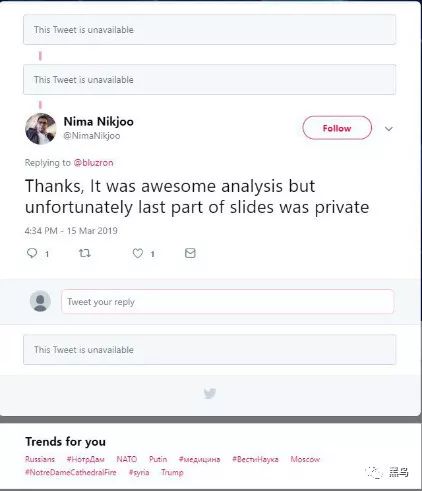 This Tweet is unavailable
This Tweet is unavailable
Nima Nikjoo
@NimaNikjoo
Follow
Replying to @bluzron
Thanks, It was awesome analysis but
unfortunately last part of slides was private
4:34 PM - 15 Mar 2019
1
1
Tweet your reply
This Tweet is unavailable
Trends for you
Russians #НотрДам NATO Putin #медицина #ВестиНаука Moscow
#NotreDameCathedralFire #syria Trump
黑鸟